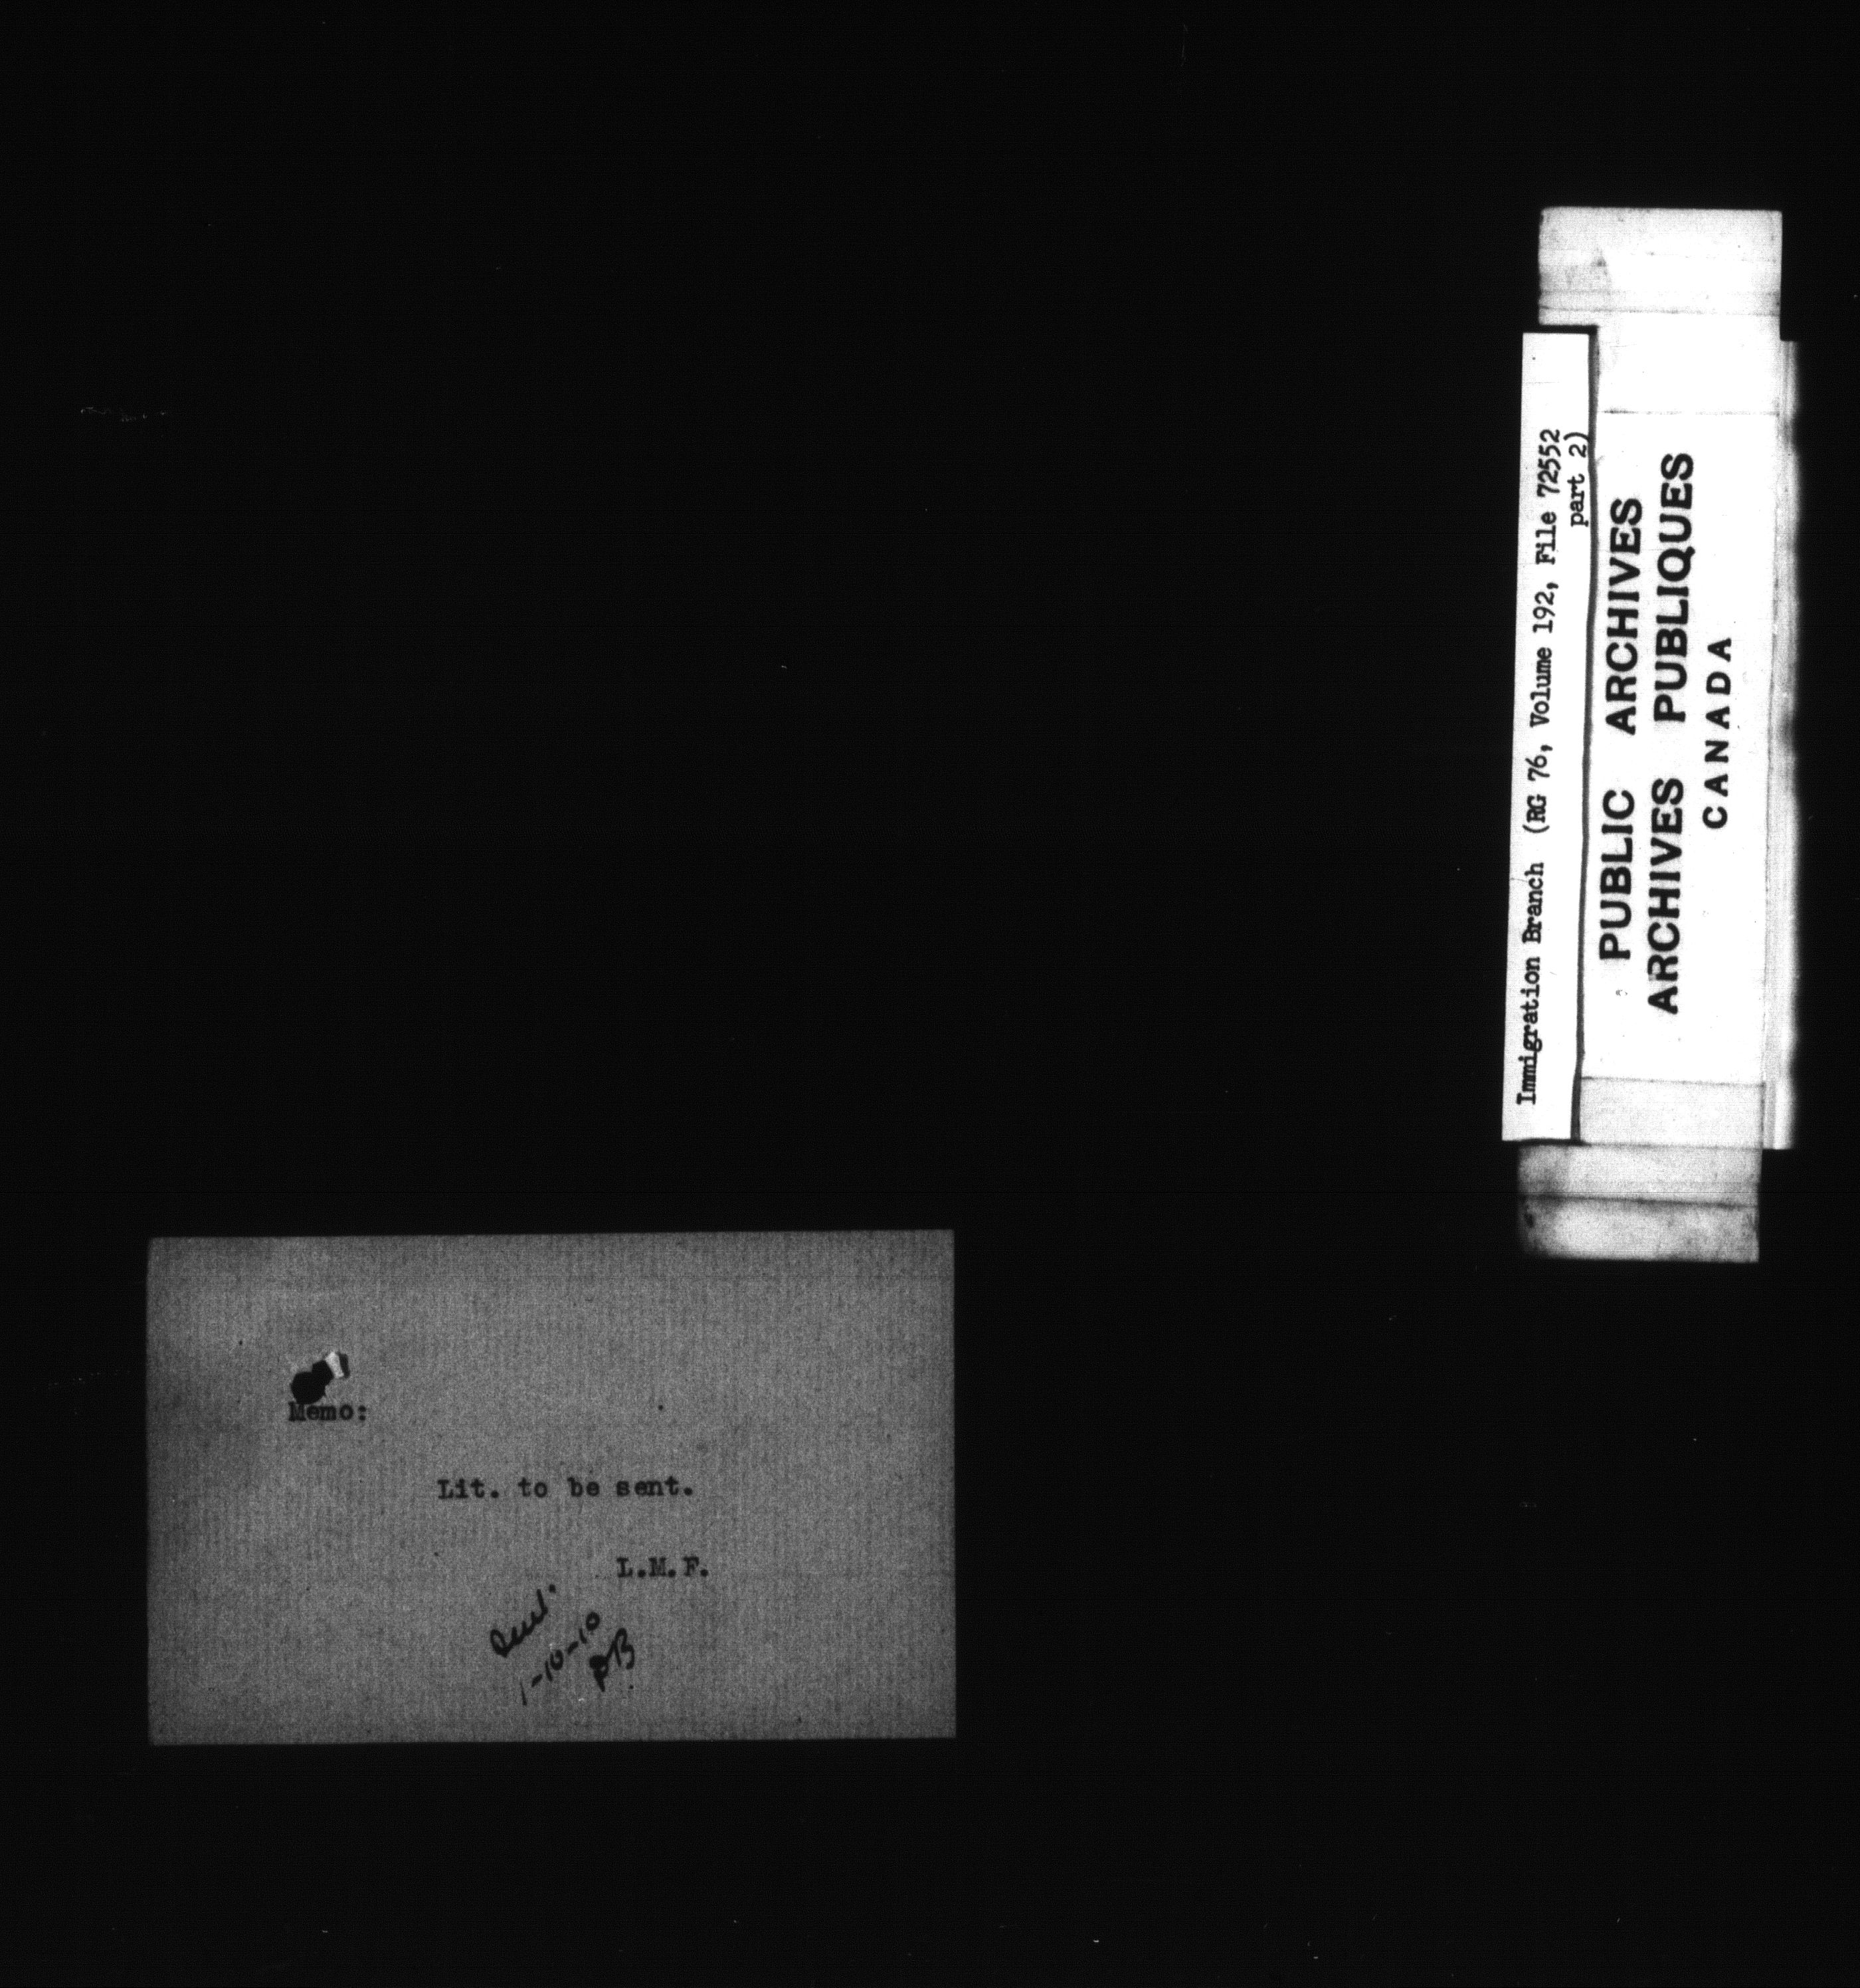 Immigration Branch (RG 76, Volume 192, File 72552
part 2)
PUBLIC ARCHIVES
ARCHIVES PUBLIQUES
CANADA
Memo:
Lit. to be sent.
L.M.F.
Sent.
1-10-10